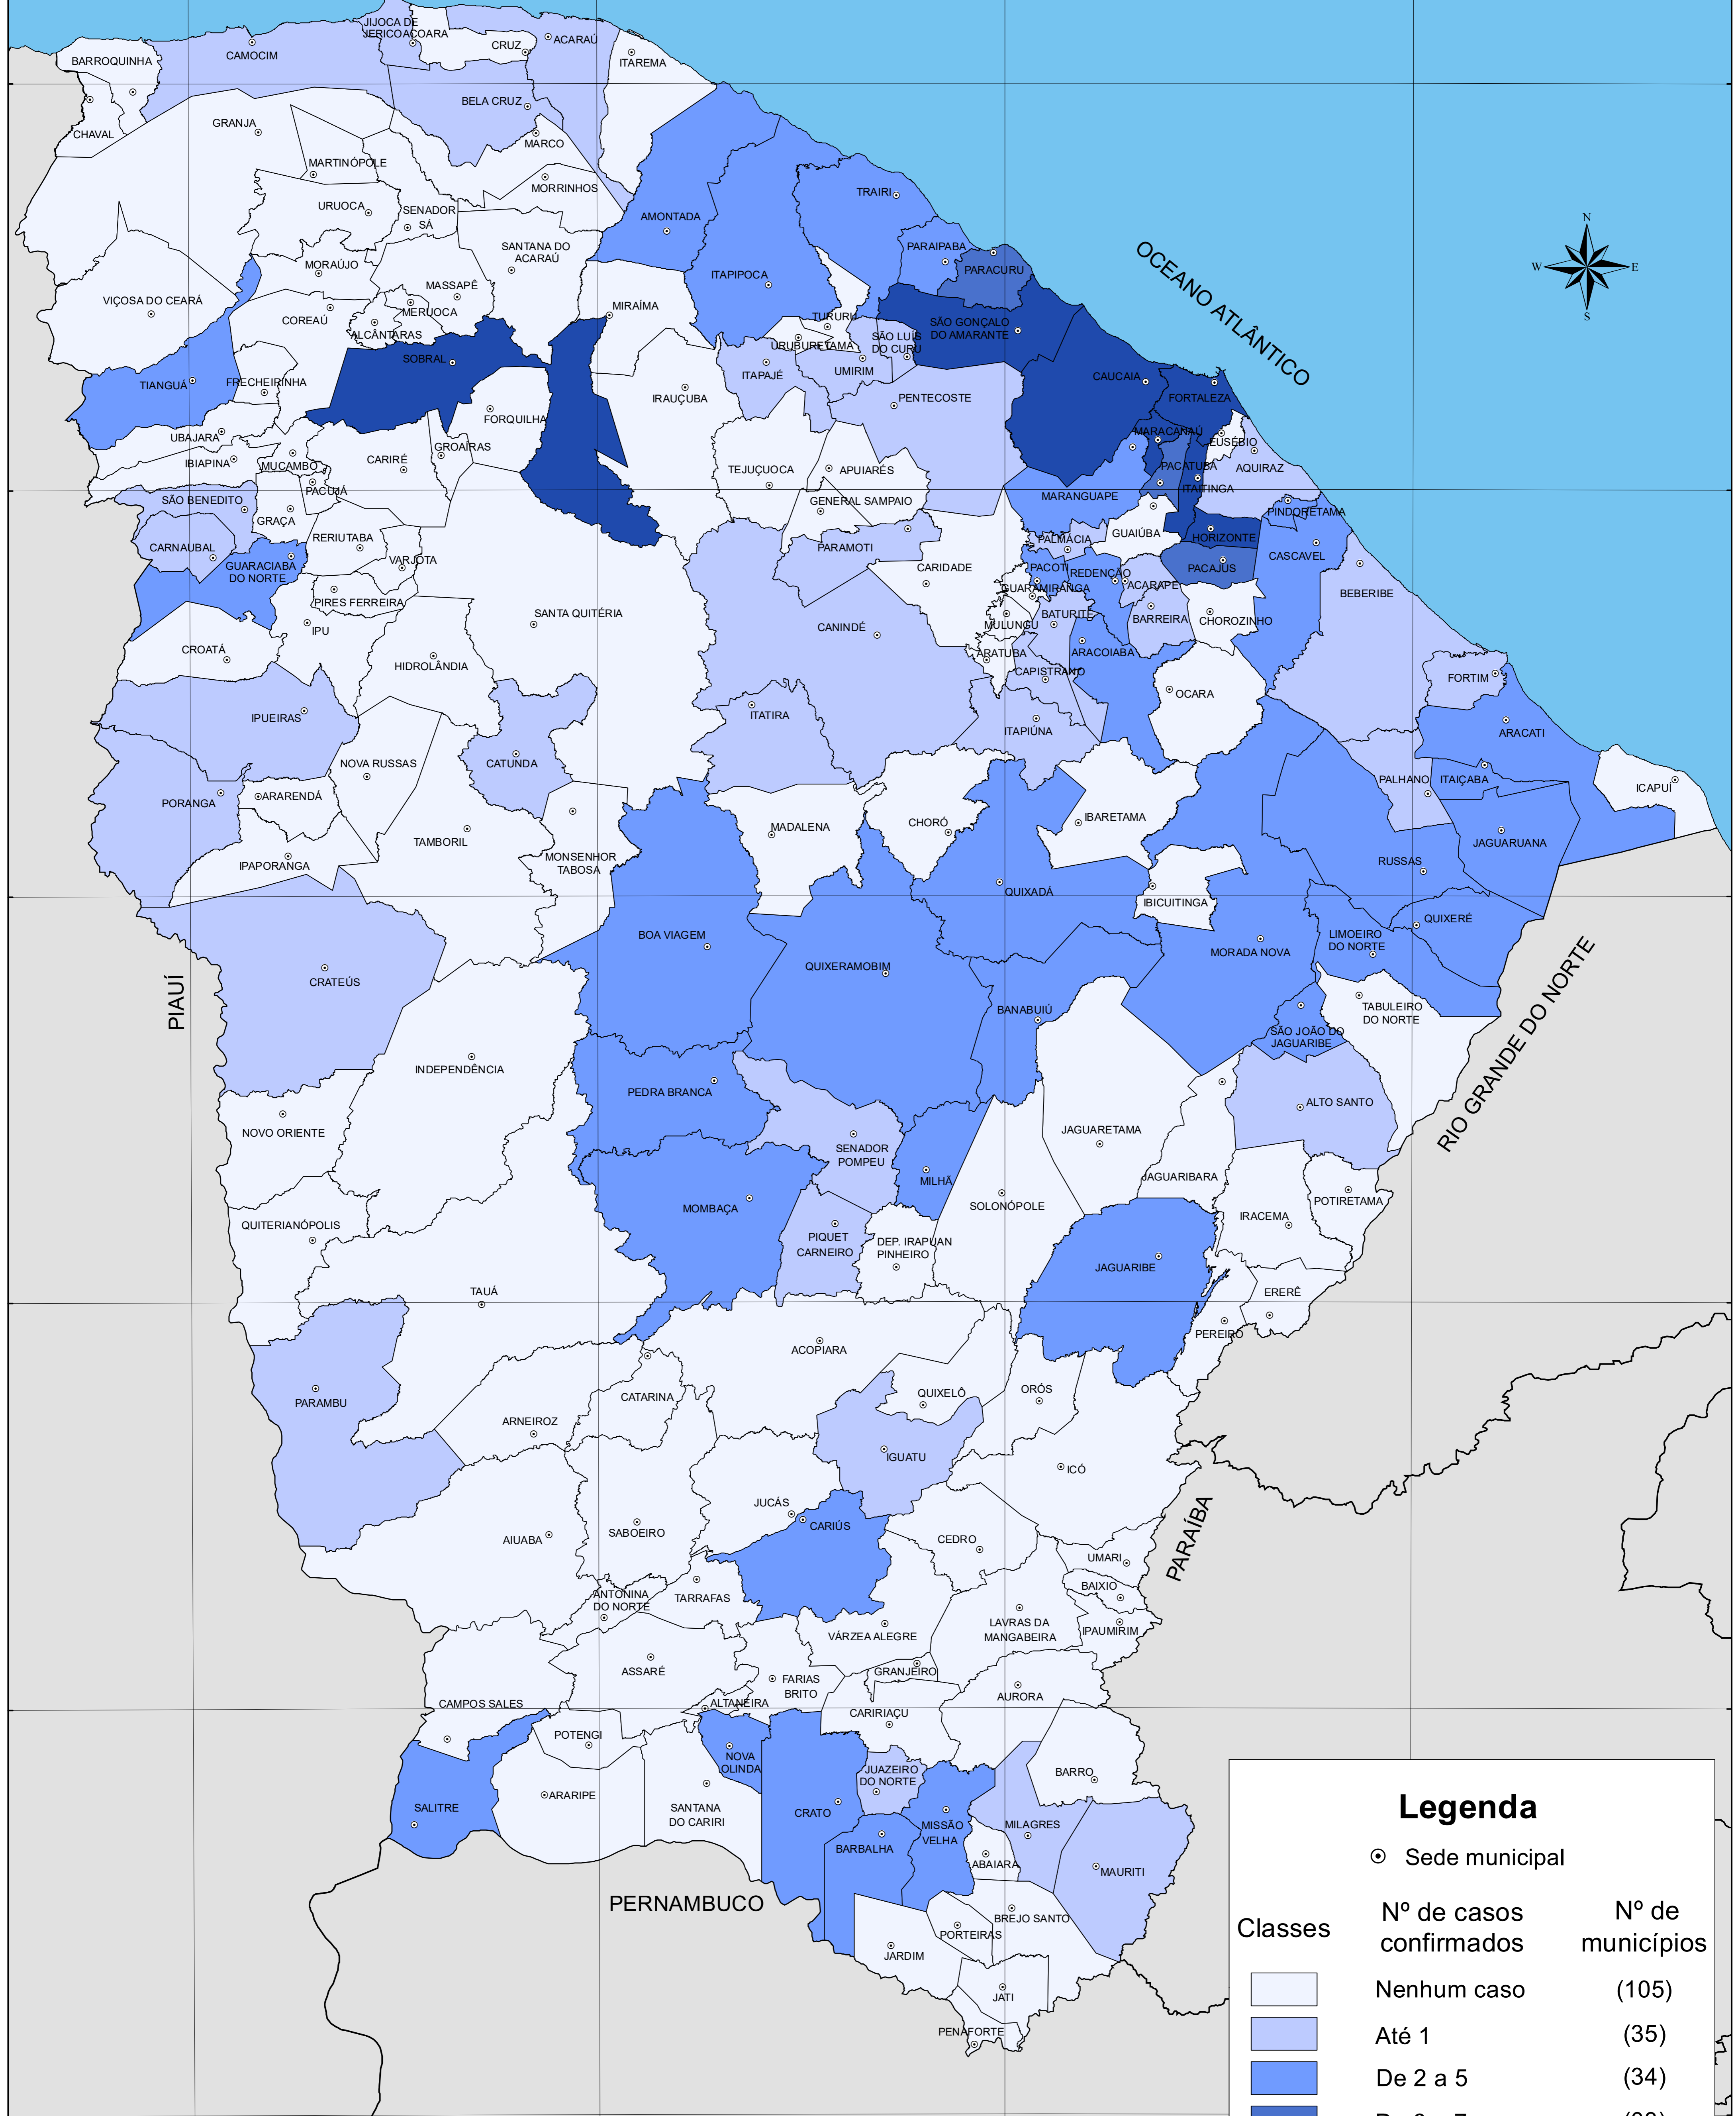 JIJOCA DE
JERICOACOARA
CRUZ
ACARAÚ
BARROQUINHA
CAMOCIM
ITAREMA
BELA CRUZ
CHAVAL
GRANJA
MARCO
MARTINÓPOLE
MORRINHOS
TRAIRI
URUOCA
SENADOR
SÁ
AMONTADA
N
W
E
S
SANTANA DO
ACARAÚ
PARAIPABA
OCEANO ATLÂNTICO
MORAÚJO
PARACURU
ITAPIPOCA
MASSAPÊ
VIÇOSA DO CEARÁ
MIRAÍMA
MERUOCA
COREAÚ
TURURU
SÃO GONÇALO
DO AMARANTE
ALCÂNTARAS
URUBURETAMA
SÃO LUÍS
DO CURU
SOBRAL
UMIRIM
ITAPAJÉ
CAUCAIA
TIANGUÁ
FRECHEIRINHA
IRAUÇUBA
PENTECOSTE
FORTALEZA
FORQUILHA
MARACANAÚ
UBAJARA
EUSÉBIO
GROAÍRAS
IBIAPINA
MUCAMBO
CARIRÉ
TEJUÇUOCA
APUIARÉS
PACATUBA
AQUIRAZ
PACUJÁ
ITAITINGA
SÃO BENEDITO
GENERAL SAMPAIO
MARANGUAPE
PINDORETAMA
GRAÇA
RERIUTABA
GUAIÚBA
HORIZONTE
CARNAUBAL
PARAMOTI
PALMÁCIA
CASCAVEL
GUARACIABA
DO NORTE
VARJOTA
CARIDADE
PACOTI
REDENÇÃO
PACAJUS
GUARAMIRANGA
ACARAPE
BEBERIBE
PIRES FERREIRA
SANTA QUITÉRIA
BATURITÉ
BARREIRA
CHOROZINHO
IPU
CANINDÉ
MULUNGU
CROATÁ
ARATUBA
ARACOIABA
HIDROLÂNDIA
CAPISTRANO
FORTIM
OCARA
IPUEIRAS
ITATIRA
ITAPIÚNA
ARACATI
NOVA RUSSAS
CATUNDA
PALHANO
ITAIÇABA
ICAPUÍ
PORANGA
ARARENDÁ
IBARETAMA
CHORÓ
MADALENA
TAMBORIL
JAGUARUANA
IPAPORANGA
MONSENHOR
TABOSA
RUSSAS
QUIXADÁ
IBICUITINGA
QUIXERÉ
BOA VIAGEM
LIMOEIRO
DO NORTE
MORADA NOVA
QUIXERAMOBIM
CRATEÚS
PIAUÍ
BANABUIÚ
TABULEIRO
DO NORTE
SÃO JOÃO DO
JAGUARIBE
RIO GRANDE DO NORTE
INDEPENDÊNCIA
PEDRA BRANCA
ALTO SANTO
NOVO ORIENTE
JAGUARETAMA
SENADOR
POMPEU
JAGUARIBARA
MILHÃ
POTIRETAMA
MOMBAÇA
SOLONÓPOLE
IRACEMA
QUITERIANÓPOLIS
PIQUET
CARNEIRO
DEP. IRAPUAN
PINHEIRO
JAGUARIBE
TAUÁ
ERERÊ
PEREIRO
ACOPIARA
PARAMBU
CATARINA
QUIXELÔ
ORÓS
ARNEIROZ
IGUATU
ICÓ
JUCÁS
CARIÚS
SABOEIRO
AIUABA
CEDRO
PARAÍBA
UMARI
BAIXIO
ANTONINA
DO NORTE
TARRAFAS
LAVRAS DA
MANGABEIRA
IPAUMIRIM
VÁRZEA ALEGRE
ASSARÉ
GRANJEIRO
FARIAS
BRITO
AURORA
CAMPOS SALES
ALTANEIRA
CARIRIAÇU
POTENGI
NOVA
OLINDA
JUAZEIRO
DO NORTE
BARRO
ARARIPE
SALITRE
SANTANA
DO CARIRI
CRATO
MISSÃO
VELHA
MILAGRES
BARBALHA
ABAIARA
MAURITI
PERNAMBUCO
BREJO SANTO
PORTEIRAS
JARDIM
JATI
PENAFORTE
Legenda
Sede municipal
Classes
Nº de casos
confirmados
Nº de
municípios
Nenhum caso (105)
Até 1 (35)
De 2 a 5 (34)